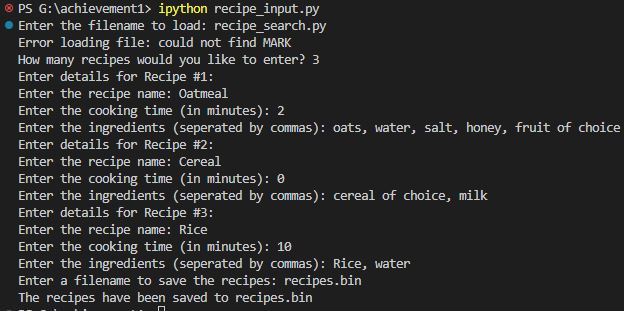 PS G:\achievement1> ipython recipe_input.py
Enter the filename to load: recipe_search.py
Error loading file: could not find MARK
How many recipes would you like to enter? 3
Enter details for Recipe #1:
Enter the recipe name: Oatmeal
Enter the cooking time (in minutes): 2
Enter the ingredients (seperated by commas): oats, water, salt, honey, fruit of choice
Enter details for Recipe #2:
Enter the recipe name: Cereal
Enter the cooking time (in minutes): 0
Enter the ingredients (seperated by commas): cereal of choice, milk
Enter details for Recipe #3:
Enter the recipe name: Rice
Enter the cooking time (in minutes): 10
Enter the ingredients (seperated by commas): Rice, water
Enter a filename to save the recipes: recipes.bin
The recipes have been saved to recipes.bin